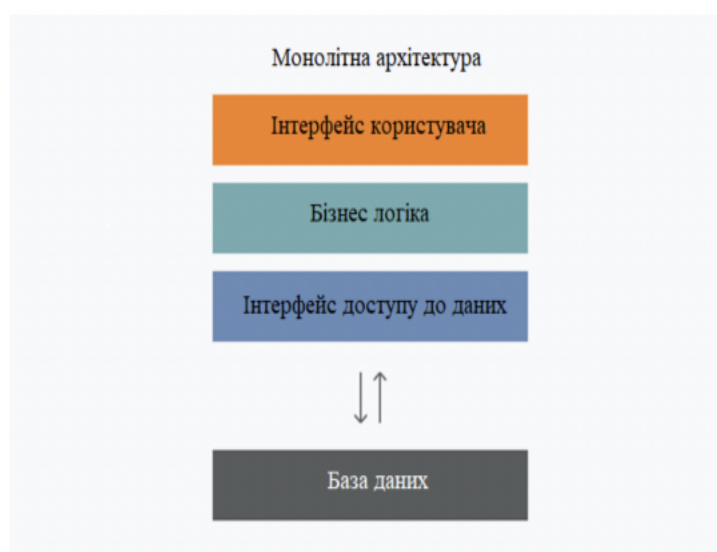 Монолітна архітектура
Інтерфейс користувача
Бізнес логіка
Інтерфейс доступу до даних
База даних